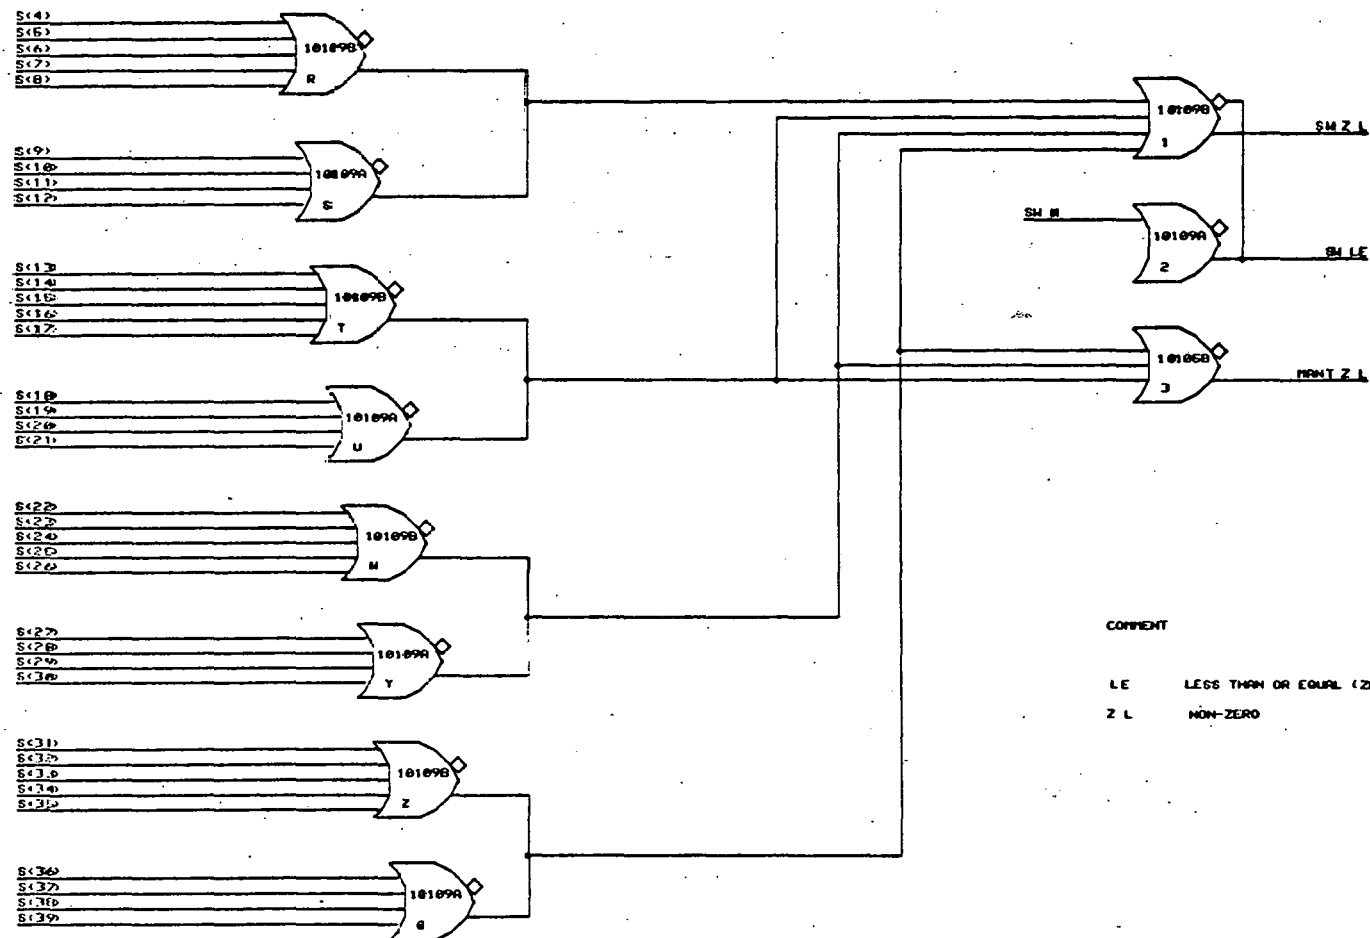 S<4>
S<5>
S<6>
S<7>
S<8>
10109B
R
S<9>
S<10>
S<11>
S<12>
10109A
S
S<13>
S<14>
S<15>
S<16>
S<17>
10109B
T
S<18>
S<19>
S<20>
S<21>
10109A
U
S<22>
S<23>
S<24>
S<25>
S<26>
10109B
W
S<27>
S<28>
S<29>
S<30>
10109A
Y
S<31>
S<32>
S<33>
S<34>
S<35>
10109B
Z
S<36>
S<37>
S<38>
S<39>
10109A
10109B
1
SW Z L
SW
10109A
2
SW LE
10105B
3
MANT Z L
COMMENT
LE LESS THAN OR EQUAL
Z L NON-ZERO